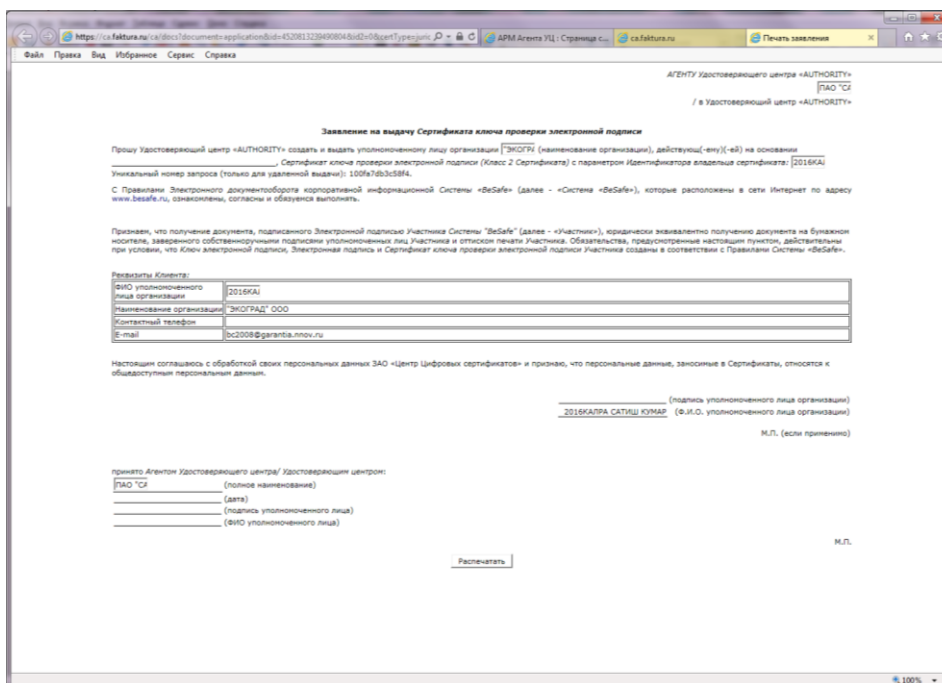 https://ca.faktura.ru/ca/docs?document=application&id=4520813239490804&id2=0&certType=juric
АРМ Агента УЦ : Страница с...
ca.faktura.ru
Печать заявления
Файл Правка Вид Избранное Сервис Справка
АГЕНТУ Удостоверяющего центра «AUTHORITY»
ПАО "СА
/ в Удостоверяющий центр «AUTHORITY»
Заявление на выдачу Сертификата ключа проверки электронной подписи
Прошу Удостоверяющий центр «AUTHORITY» создать и выдать уполномоченному лицу организации "ЭКОГРА (наименование организации), действующ(-ему)(-ей) на основании
, Сертификат ключа проверки электронной подписи (Класс 2 Сертификата) с параметром Идентификатора владельца сертификата: 2016КАЛ
Уникальный номер запроса (только для удаленной выдачи): 100fa7db3c58f4.
С Правилами Электронного документооборота корпоративной информационной Системы «BeSafe» (далее - «Система «BeSafe»), которые расположены в сети Интернет по адресу
www.besafe.ru, ознакомлены, согласны и обязуемся выполнять.
Признаем, что получение документа, подписанного Электронной подписью Участника Системы "BeSafe" (далее - «Участник»), юридически эквивалентно получению документа на бумажном
носителе, заверенного собственноручными подписями уполномоченных лиц Участника и оттиском печати Участника. Обязательства, предусмотренные настоящим пунктом, действительны
при условии, что Ключ электронной подписи, Электронная подпись и Сертификат ключа проверки электронной подписи Участника созданы в соответствии с Правилами Системы «BeSafe».
Реквизиты Клиента:
ФИО уполномоченного
лица организации 2016КАЛ
Наименование организации "ЭКОГРАД" ООО
Контактный телефон
E-mail bc2008@garantia.nnov.ru
Настоящим соглашаюсь с обработкой своих персональных данных ЗАО «Центр Цифровых сертификатов» и признаю, что персональные данные, заносимые в Сертификаты, относятся к
общедоступным персональным данным.
(подпись уполномоченного лица организации)
2016КАЛРА САТИШ КУМАР (Ф.И.О. уполномоченного лица организации)
М.П. (если применимо)
принято Агентом Удостоверяющего центра/ Удостоверяющим центром:
ПАО "СА (полное наименование)
(дата)
(подпись уполномоченного лица)
(ФИО уполномоченного лица)
М.П.
Распечатать
100%